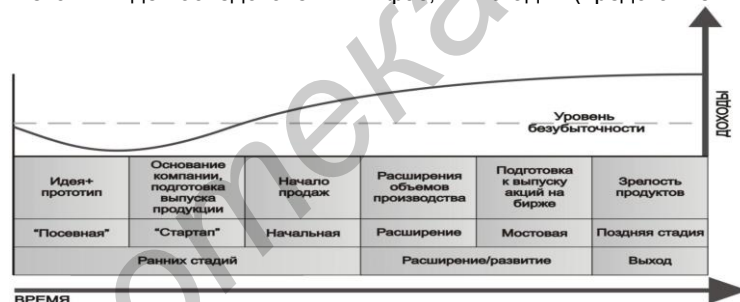 Уровень
безубыточности
ДОХОДЫ
Идея+
прототип
Основание
компании,
подготовка
выпуска
продукции
Начало
продаж
Расширения
объемов
производства
Подготовка
к выпуску
акций на
бирже
Зрелость
продуктов
"Посевная"
"Стартап"
Начальная
Расширение
Мостовая
Поздняя стадия
Ранних стадий
Расширение/развитие
Выход
ВРЕМЯ